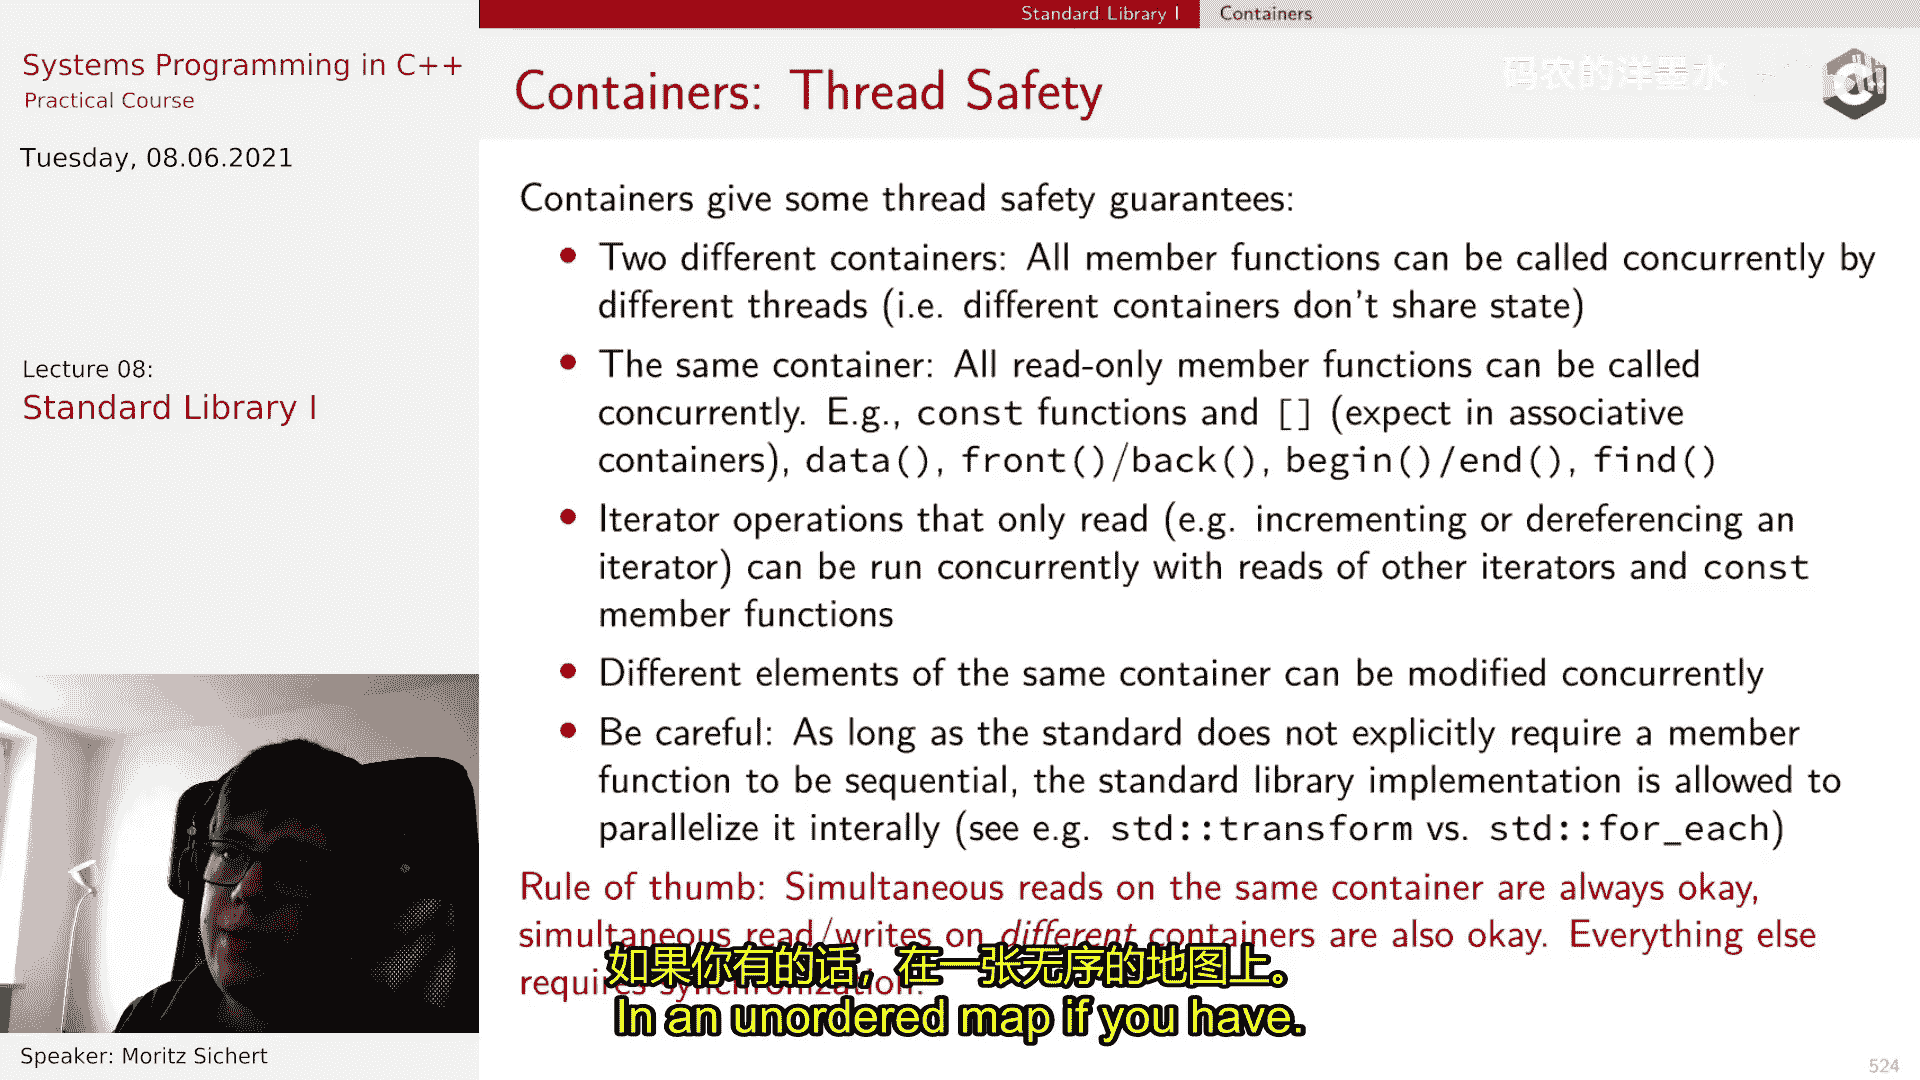 Standard Library I
Containers
Systems Programming in C++
Practical Course
Tuesday, 08.06.2021
Lecture 08:
Standard Library I
Containers: Thread Safety
码农的洋墨水
Containers give some thread safety guarantees:
• Two different containers: All member functions can be called concurrently by
different threads (i.e. different containers don't share state)
• The same container: All read-only member functions can be called
concurrently. E.g., const functions and [] (expect in associative
containers), data(), front()/back(), begin()/end(), find()
• Iterator operations that only read (e.g. incrementing or dereferencing an
iterator) can be run concurrently with reads of other iterators and const
member functions
• Different elements of the same container can be modified concurrently
• Be careful: As long as the standard does not explicitly require a member
function to be sequential, the standard library implementation is allowed to
parallelize it interally (see e.g. std::transform vs. std::for_each)
Rule of thumb: Simultaneous reads on the same container are always okay,
simultaneous read/writes on different containers are also okay. Everything else
requires synchronization.
如果你有的话，在一张无序的地图上。
In an unordered map if you have.
Speaker: Moritz Sichert
524